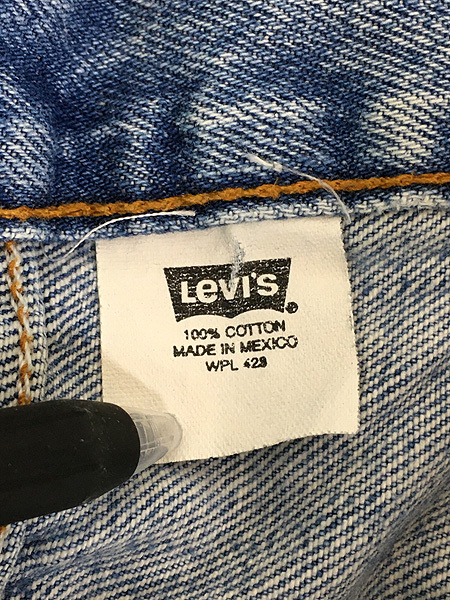 LEVI'S
100% COTTON
MADE IN MEXICO
WPL 423